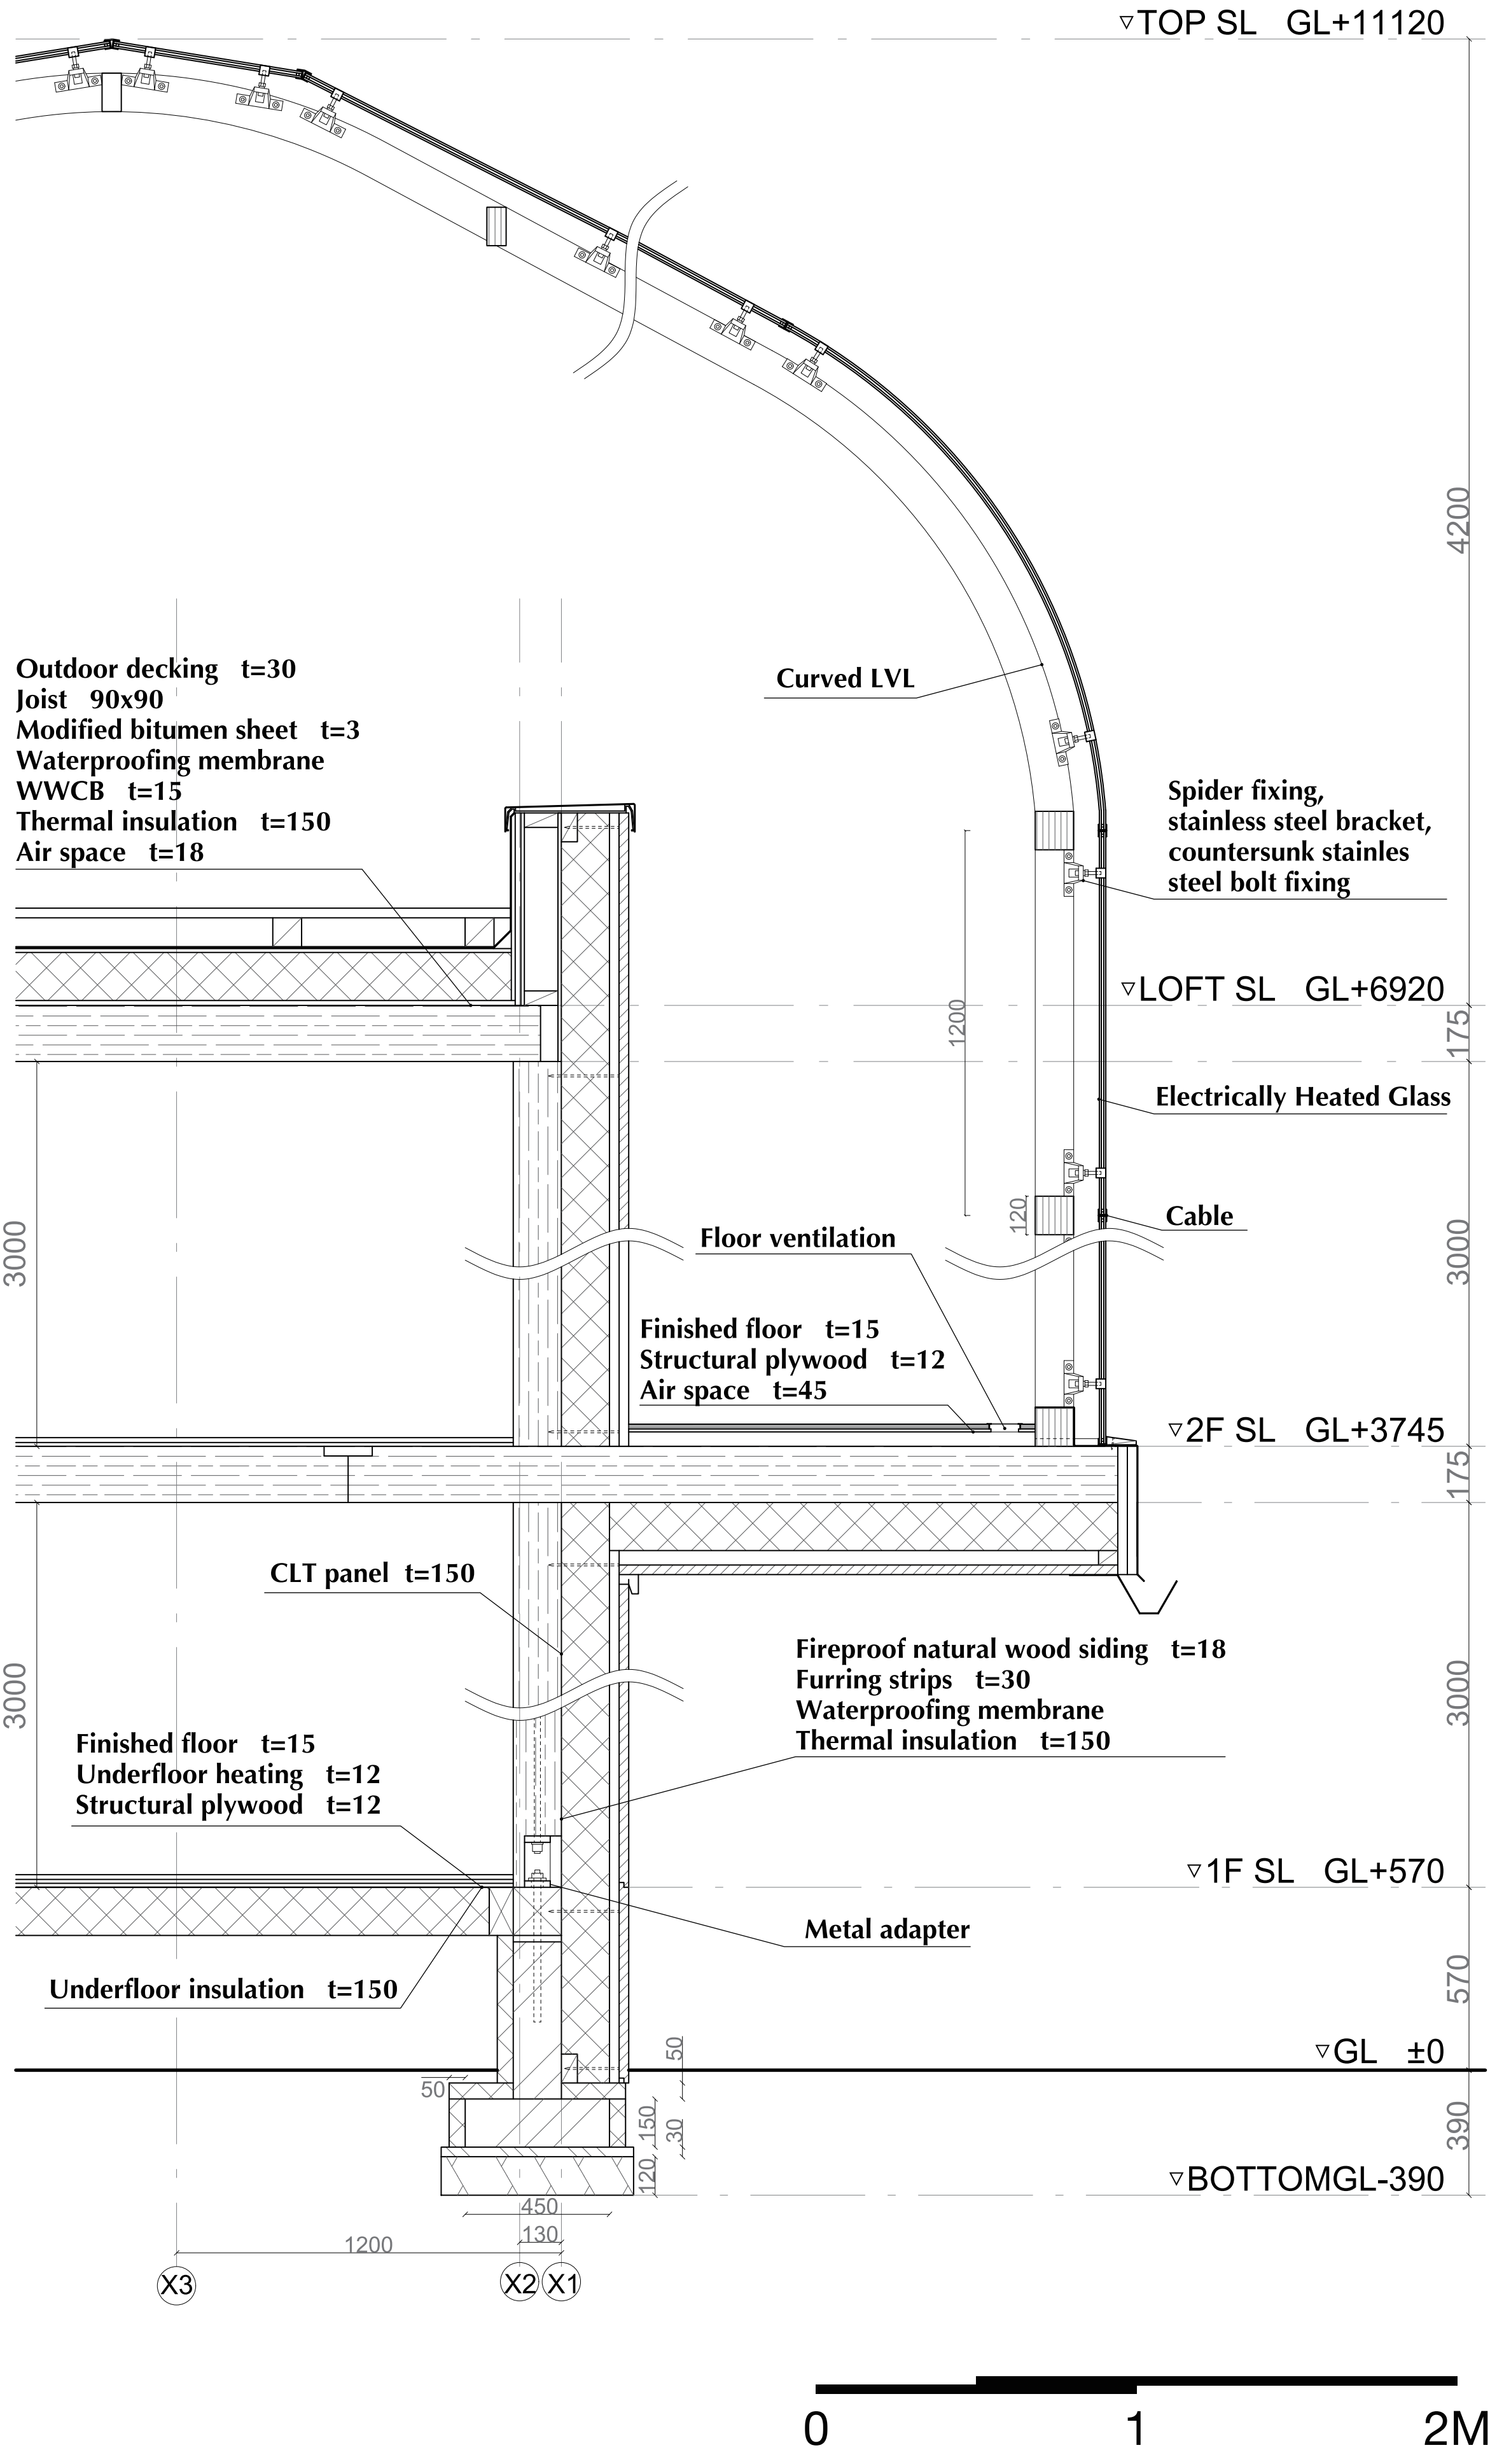 ▽TOP SL GL+11120
4200
Outdoor decking t=30
Joist 90x90
Modified bitumen sheet t=3
Waterproofing membrane
WWCB t=15
Thermal insulation t=150
Air space t=18
Curved LVL
Spider fixing,
stainless steel bracket,
countersunk stainles
steel bolt fixing
▽LOFT SL GL+6920
1200
175
Electrically Heated Glass
3000
120
Cable
3000
Floor ventilation
Finished floor t=15
Structural plywood t=12
Air space t=45
▽2F SL GL+3745
175
CLT panel t=150
Fireproof natural wood siding t=18
Furring strips t=30
Waterproofing membrane
Thermal insulation t=150
3000
3000
Finished floor t=15
Underfloor heating t=12
Structural plywood t=12
▽1F SL GL+570
Metal adapter
Underfloor insulation t=150
570
▽GL ±0
50
50
150
30
120
390
▽BOTTOMGL-390
450
130
1200
X3
X2
X1
0 1 2M